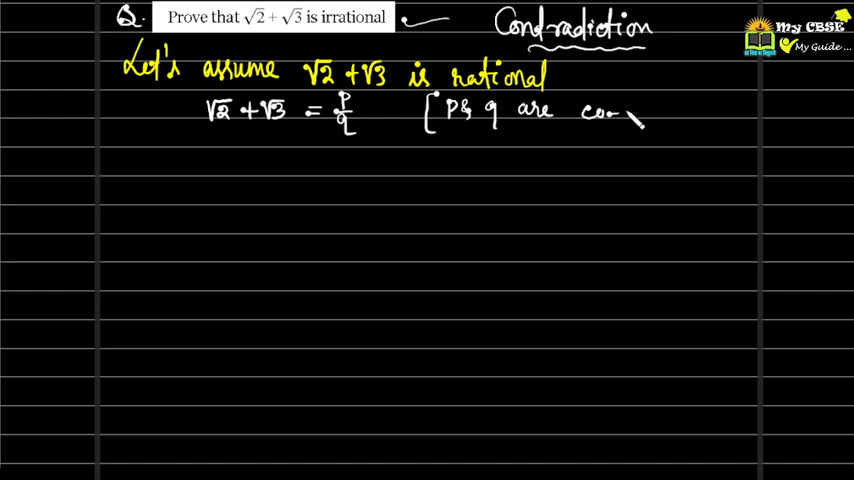 Q. Prove that √2 + √3 is irrational
Contradiction
My CBSE
My Guide ...
Let's assume √2 + √3 is rational
√2 + √3 = p/q [P & q are co-